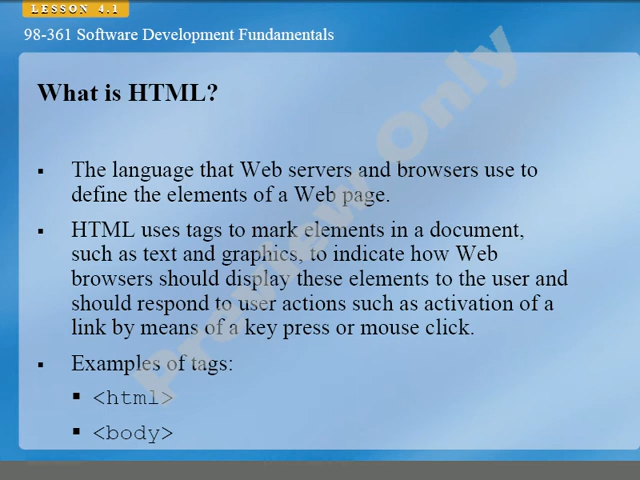 LESSON 4.1
98-361 Software Development Fundamentals
What is HTML?
▪ The language that Web servers and browsers use to
define the elements of a Web page.
▪ HTML uses tags to mark elements in a document,
such as text and graphics, to indicate how Web
browsers should display these elements to the user and
should respond to user actions such as activation of a
link by means of a key press or mouse click.
▪ Examples of tags:
▪ <html>
▪ <body>
Preview Only